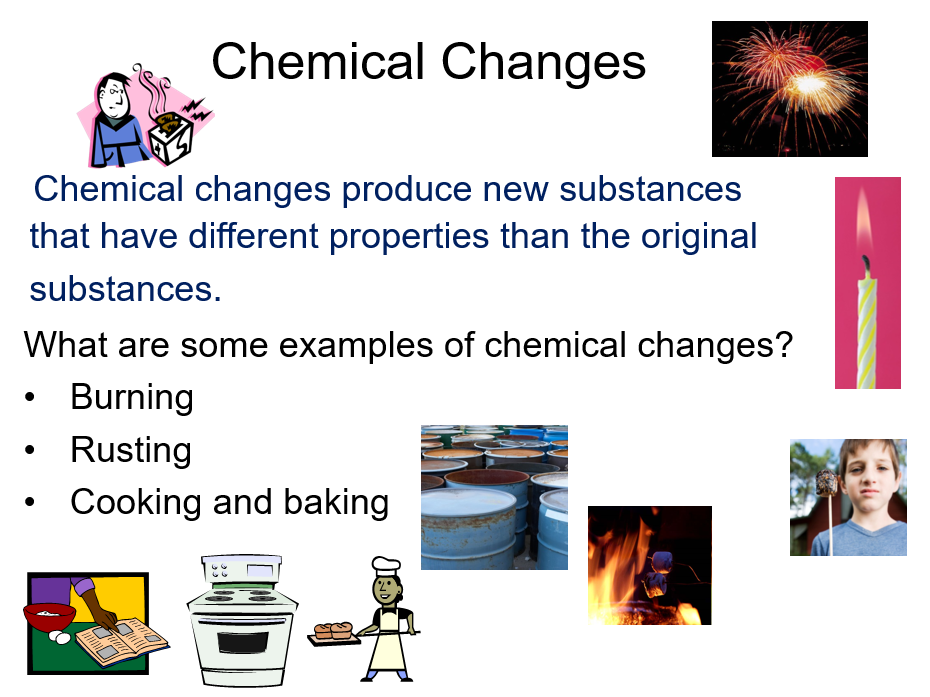 Chemical Changes
Chemical changes produce new substances
that have different properties than the original
substances.
What are some examples of chemical changes?
• Burning
• Rusting
• Cooking and baking